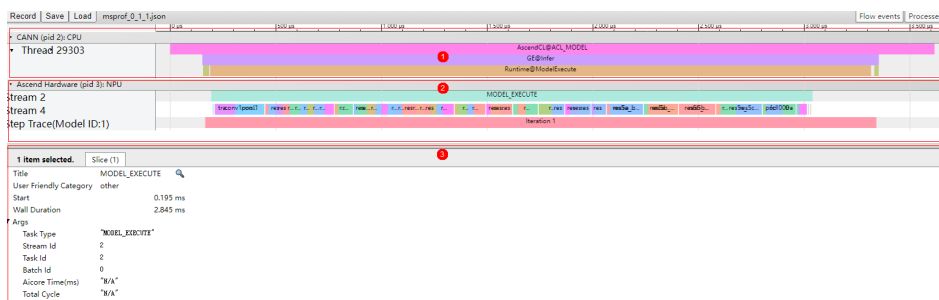 Record Save Load msprof_0_1_1.json Flow events Processes
0 μs 500 μs 1,000 μs 1,500 μs 2,000 μs 2,500 μs 3,000 μs 3,500 μs
CANN (pid 2): CPU
Thread 29303
AscendCL@ACL_MODEL
1
GE@Infer
Runtime@ModelExecute
Ascend Hardware (pid 3): NPU
2
Stream 2
MODEL_EXECUTE
Stream 4
Step Trace(Model ID:1)
Iteration 1
3
1 item selected. Slice (1)
Title MODEL_EXECUTE
User Friendly Category other
Start 0.195 ms
Wall Duration 2.845 ms
Args
Task Type "MODEL_EXECUTE"
Stream Id 2
Task Id 2
Batch Id 0
Aicore Time(ms) "N/A"
Total Cycle "N/A"